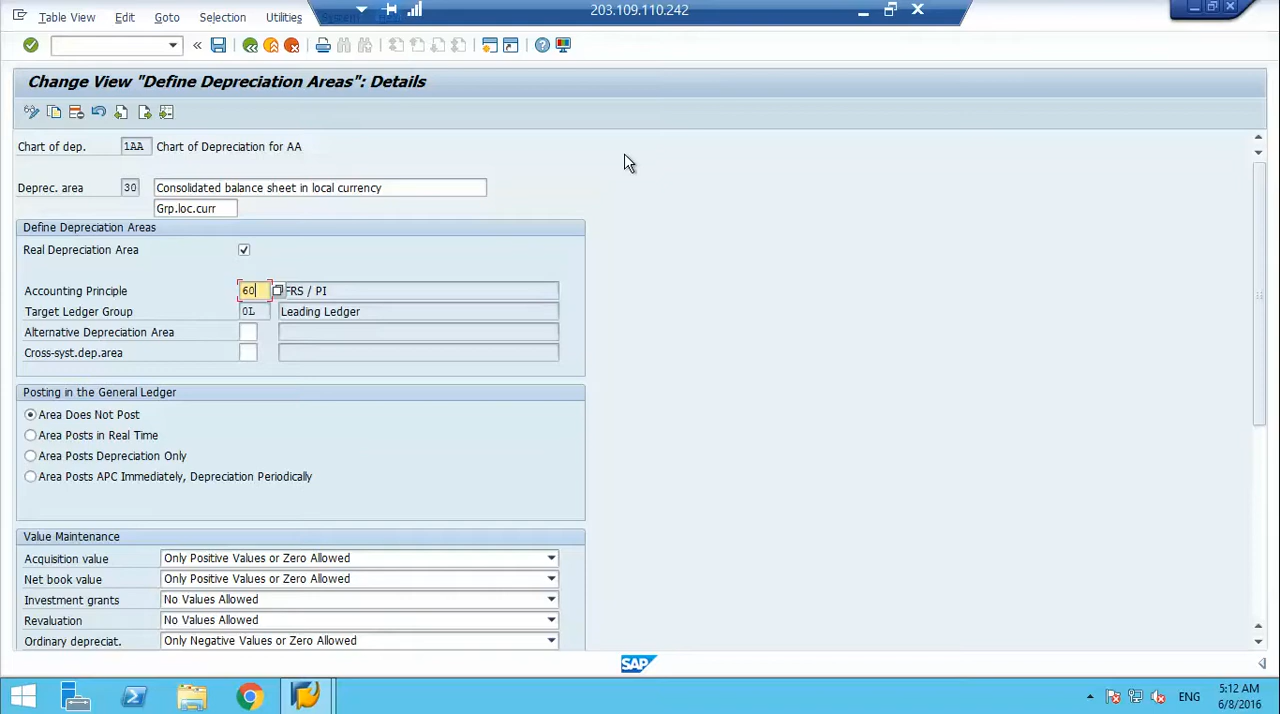 Table View Edit Goto Selection Utilities 203.109.110.242
Change View "Define Depreciation Areas": Details
Chart of dep. 1AA Chart of Depreciation for AA
Deprec. area 30 Consolidated balance sheet in local currency
Grp.loc.curr
Define Depreciation Areas
Real Depreciation Area
Accounting Principle 60 FRS / PI
Target Ledger Group 0L Leading Ledger
Alternative Depreciation Area
Cross-syst.dep.area
Posting in the General Ledger
Area Does Not Post
Area Posts in Real Time
Area Posts Depreciation Only
Area Posts APC Immediately, Depreciation Periodically
Value Maintenance
Acquisition value Only Positive Values or Zero Allowed
Net book value Only Positive Values or Zero Allowed
Investment grants No Values Allowed
Revaluation No Values Allowed
Ordinary depreciat. Only Negative Values or Zero Allowed
SAP
ENG 5:12 AM
6/8/2016